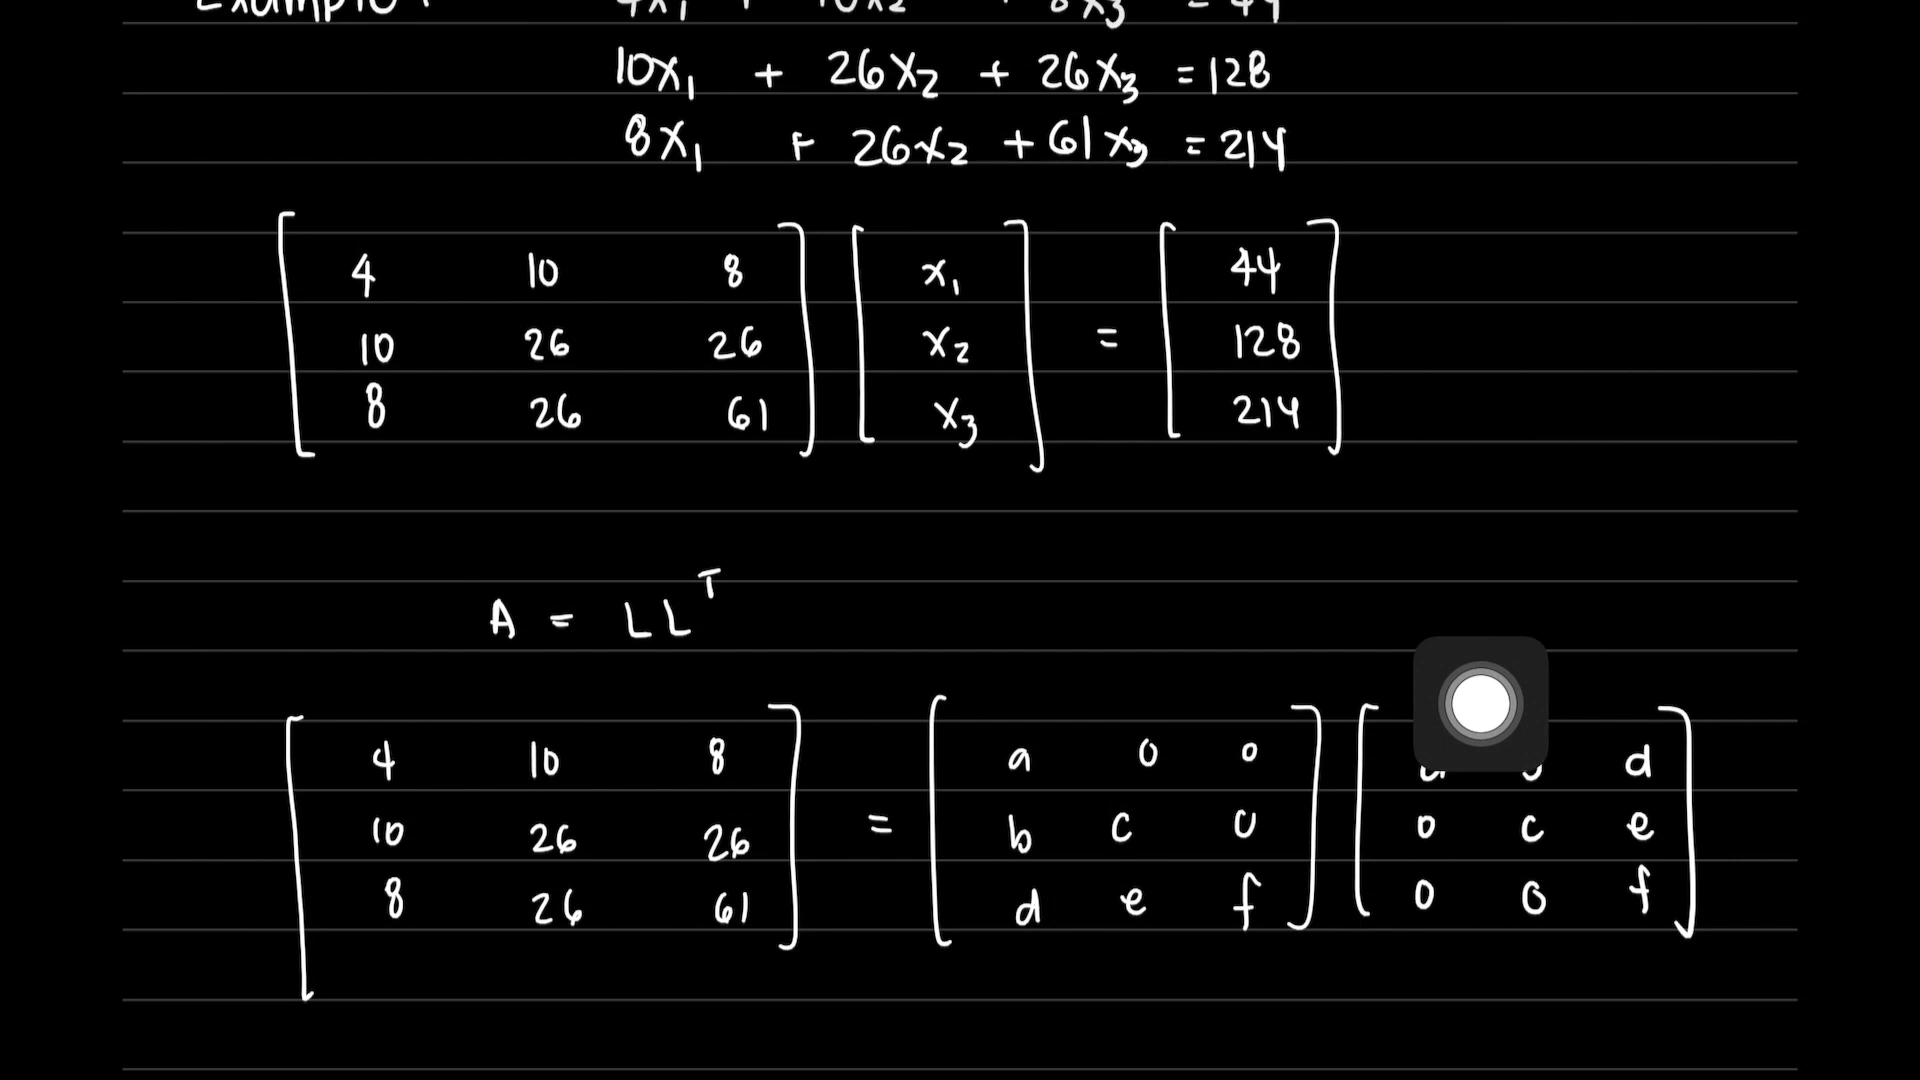 10x₁ + 26x₂ + 26x₃ = 128
8x₁ + 26x₂ + 61x₃ = 214
4 10 8 x₁ 44
10 26 26 x₂ = 128
8 26 61 x₃ 214
A = LLᵀ
4 10 8 a 0 0 d
10 26 26 = b c 0 0 c e
8 26 61 d e f 0 0 f